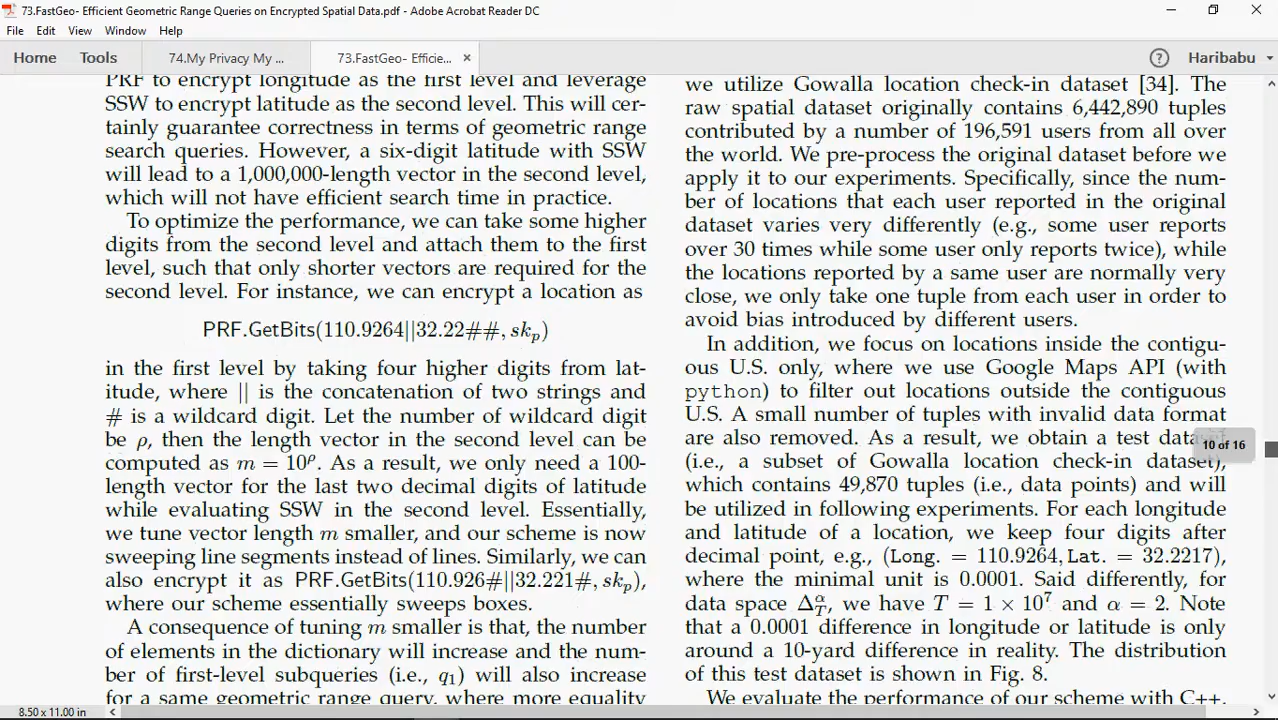 73.FastGeo- Efficient Geometric Range Queries on Encrypted Spatial Data.pdf - Adobe Acrobat Reader DC
File Edit View Window Help
Home Tools 74.My Privacy My ... 73.FastGeo- Efficie... × Haribabu
PRF to encrypt longitude as the first level and leverage
SSW to encrypt latitude as the second level. This will cer-
tainly guarantee correctness in terms of geometric range
search queries. However, a six-digit latitude with SSW
will lead to a 1,000,000-length vector in the second level,
which will not have efficient search time in practice.
To optimize the performance, we can take some higher
digits from the second level and attach them to the first
level, such that only shorter vectors are required for the
second level. For instance, we can encrypt a location as
PRF.GetBits(110.9264||32.22##, skp)
in the first level by taking four higher digits from lat-
itude, where || is the concatenation of two strings and
# is a wildcard digit. Let the number of wildcard digit
be ρ, then the length vector in the second level can be
computed as m = 10^ρ. As a result, we only need a 100-
length vector for the last two decimal digits of latitude
while evaluating SSW in the second level. Essentially,
we tune vector length m smaller, and our scheme is now
sweeping line segments instead of lines. Similarly, we can
also encrypt it as PRF.GetBits(110.926#||32.221#, skp),
where our scheme essentially sweeps boxes.
A consequence of tuning m smaller is that, the number
of elements in the dictionary will increase and the num-
ber of first-level subqueries (i.e., q1) will also increase
for a same geometric range query, where more equality
we utilize Gowalla location check-in dataset [34]. The
raw spatial dataset originally contains 6,442,890 tuples
contributed by a number of 196,591 users from all over
the world. We pre-process the original dataset before we
apply it to our experiments. Specifically, since the num-
ber of locations that each user reported in the original
dataset varies very differently (e.g., some user reports
over 30 times while some user only reports twice), while
the locations reported by a same user are normally very
close, we only take one tuple from each user in order to
avoid bias introduced by different users.
In addition, we focus on locations inside the contigu-
ous U.S. only, where we use Google Maps API (with
python) to filter out locations outside the contiguous
U.S. A small number of tuples with invalid data format
are also removed. As a result, we obtain a test dataset
(i.e., a subset of Gowalla location check-in dataset),
which contains 49,870 tuples (i.e., data points) and will
be utilized in following experiments. For each longitude
and latitude of a location, we keep four digits after
decimal point, e.g., (Long. = 110.9264, Lat. = 32.2217),
where the minimal unit is 0.0001. Said differently, for
data space Δ^α_T, we have T = 1 × 10^7 and α = 2. Note
that a 0.0001 difference in longitude or latitude is only
around a 10-yard difference in reality. The distribution
of this test dataset is shown in Fig. 8.
We evaluate the performance of our scheme with C++,
10 of 16
8.50 x 11.00 in